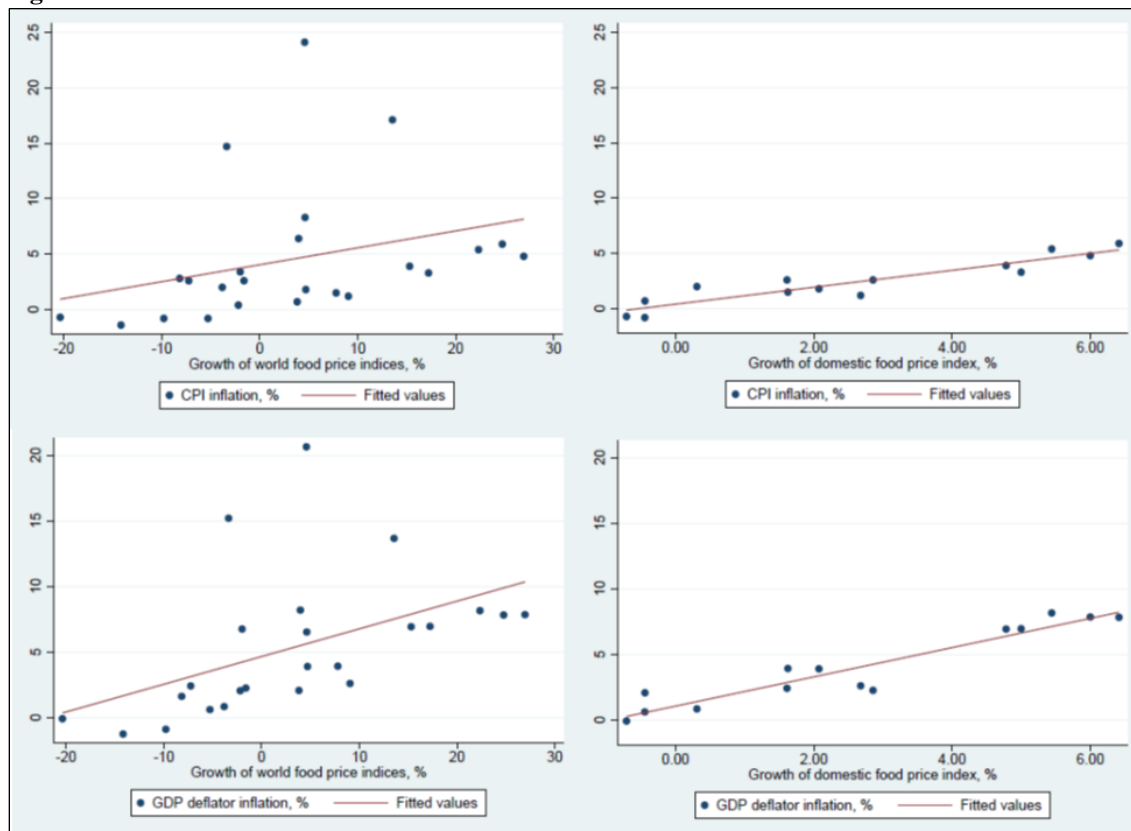 25
20
15
10
5
0
-20 -10 0 10 20 30
Growth of world food price indices, %
CPI inflation, % Fitted values
25
20
15
10
5
0
0.00 2.00 4.00 6.00
Growth of domestic food price index, %
CPI inflation, % Fitted values
20
15
10
5
0
-20 -10 0 10 20 30
Growth of world food price indices, %
GDP deflator inflation, % Fitted values
20
15
10
5
0
0.00 2.00 4.00 6.00
Growth of domestic food price index, %
GDP deflator inflation, % Fitted values